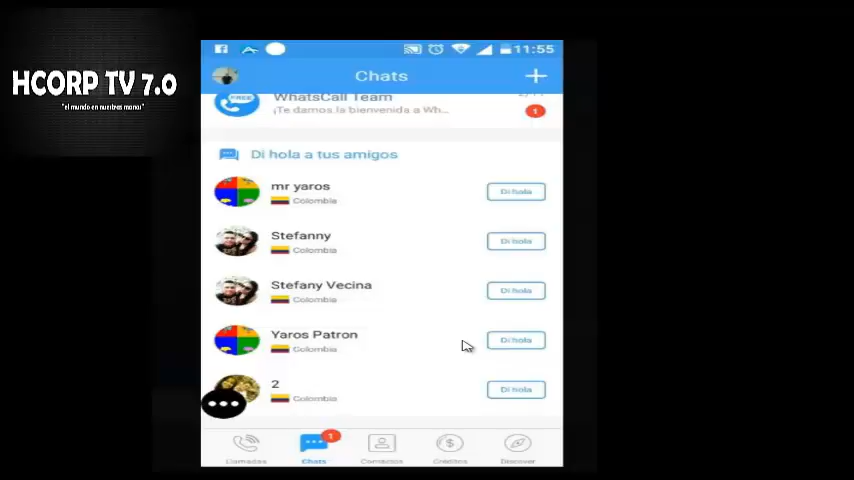 HCORP TV 7.0
"el mundo en nuestras manos"
11:55
Chats
WhatsCall Team
FREE
¡Te damos la bienvenida a Wh...
1
Di hola a tus amigos
mr yaros
Di hola
Colombia
Stefanny
Di hola
Colombia
Stefany Vecina
Di hola
Colombia
Yaros Patron
Di hola
Colombia
2
Di hola
Colombia
1
Llamadas
Chats
Contactos
Créditos
Discover